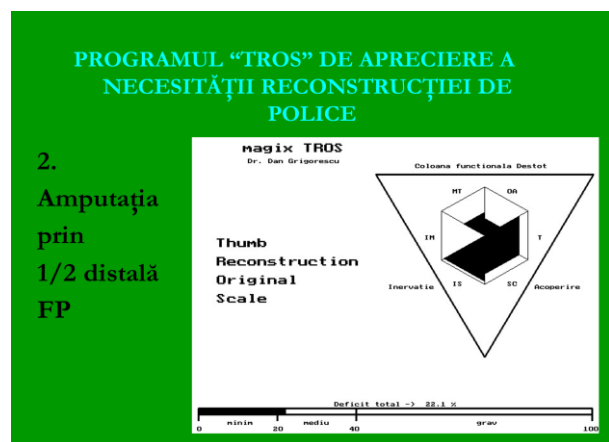 PROGRAMUL “TROS” DE APRECIERE A
NECESITĂȚII RECONSTRUCȚIEI DE
POLICE
2.
Amputația
prin
1/2 distală
FP
magix TROS
Dr. Dan Grigorescu
Thumb
Reconstruction
Original
Scale
Coloana functionala Destot
MT
OA
IM
T
IS
SC
Inervatie
Acoperire
Deficit total -> 22.1 %
minim
mediu
grav
0
20
40
100